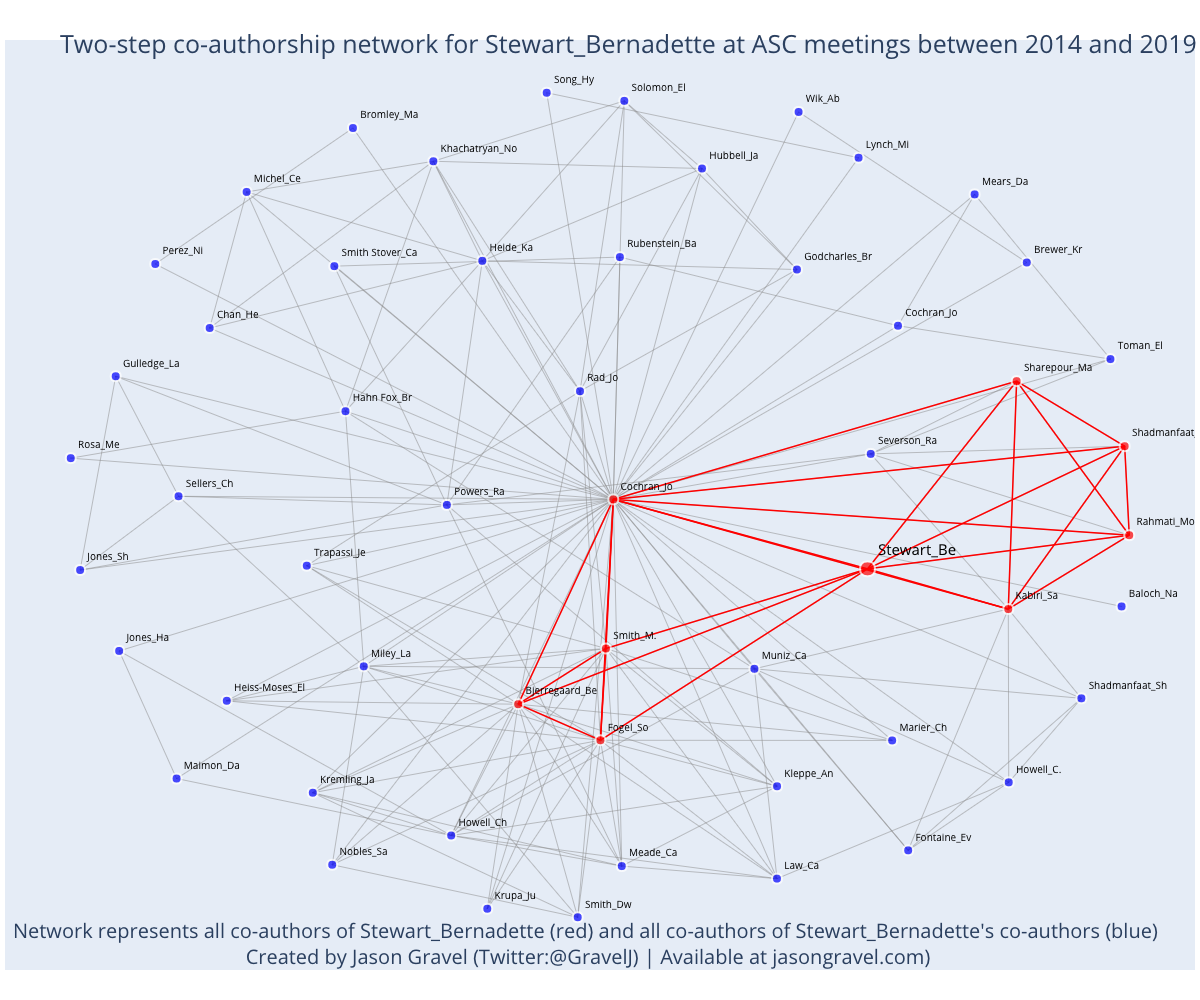 Two-step co-authorship network for Stewart_Bernadette at ASC meetings between 2014 and 2019
Song_Hy
Solomon_El
Wik_Ab
Bromley_Ma
Lynch_Mi
Khachatryan_No
Hubbell_Ja
Michel_Ce
Mears_Da
Perez_Ni
Smith Stover_Ca
Heide_Ka
Rubenstein_Ba
Godcharles_Br
Brewer_Kr
Chan_He
Cochran_Jo
Toman_El
Gulledge_La
Sharepour_Ma
Rad_Jo
Hahn Fox_Br
Rosa_Me
Severson_Ra
Shadmanfaat_
Sellers_Ch
Powers_Ra
Cochran_Jo
Rahmati_Mo
Jones_Sh
Trapassi_Je
Stewart_Be
Kabiri_Sa
Baloch_Na
Jones_Ha
Smith_M.
Miley_La
Muniz_Ca
Heiss-Moses_El
Bjerregaard_Be
Shadmanfaat_Sh
Fogel_So
Marier_Ch
Maimon_Da
Kremling_Ja
Kleppe_An
Howell_C.
Howell_Ch
Nobles_Sa
Meade_Ca
Law_Ca
Fontaine_Ev
Krupa_Ju
Smith_Dw
Network represents all co-authors of Stewart_Bernadette (red) and all co-authors of Stewart_Bernadette's co-authors (blue)
Created by Jason Gravel (Twitter:@GravelJ) | Available at jasongravel.com)